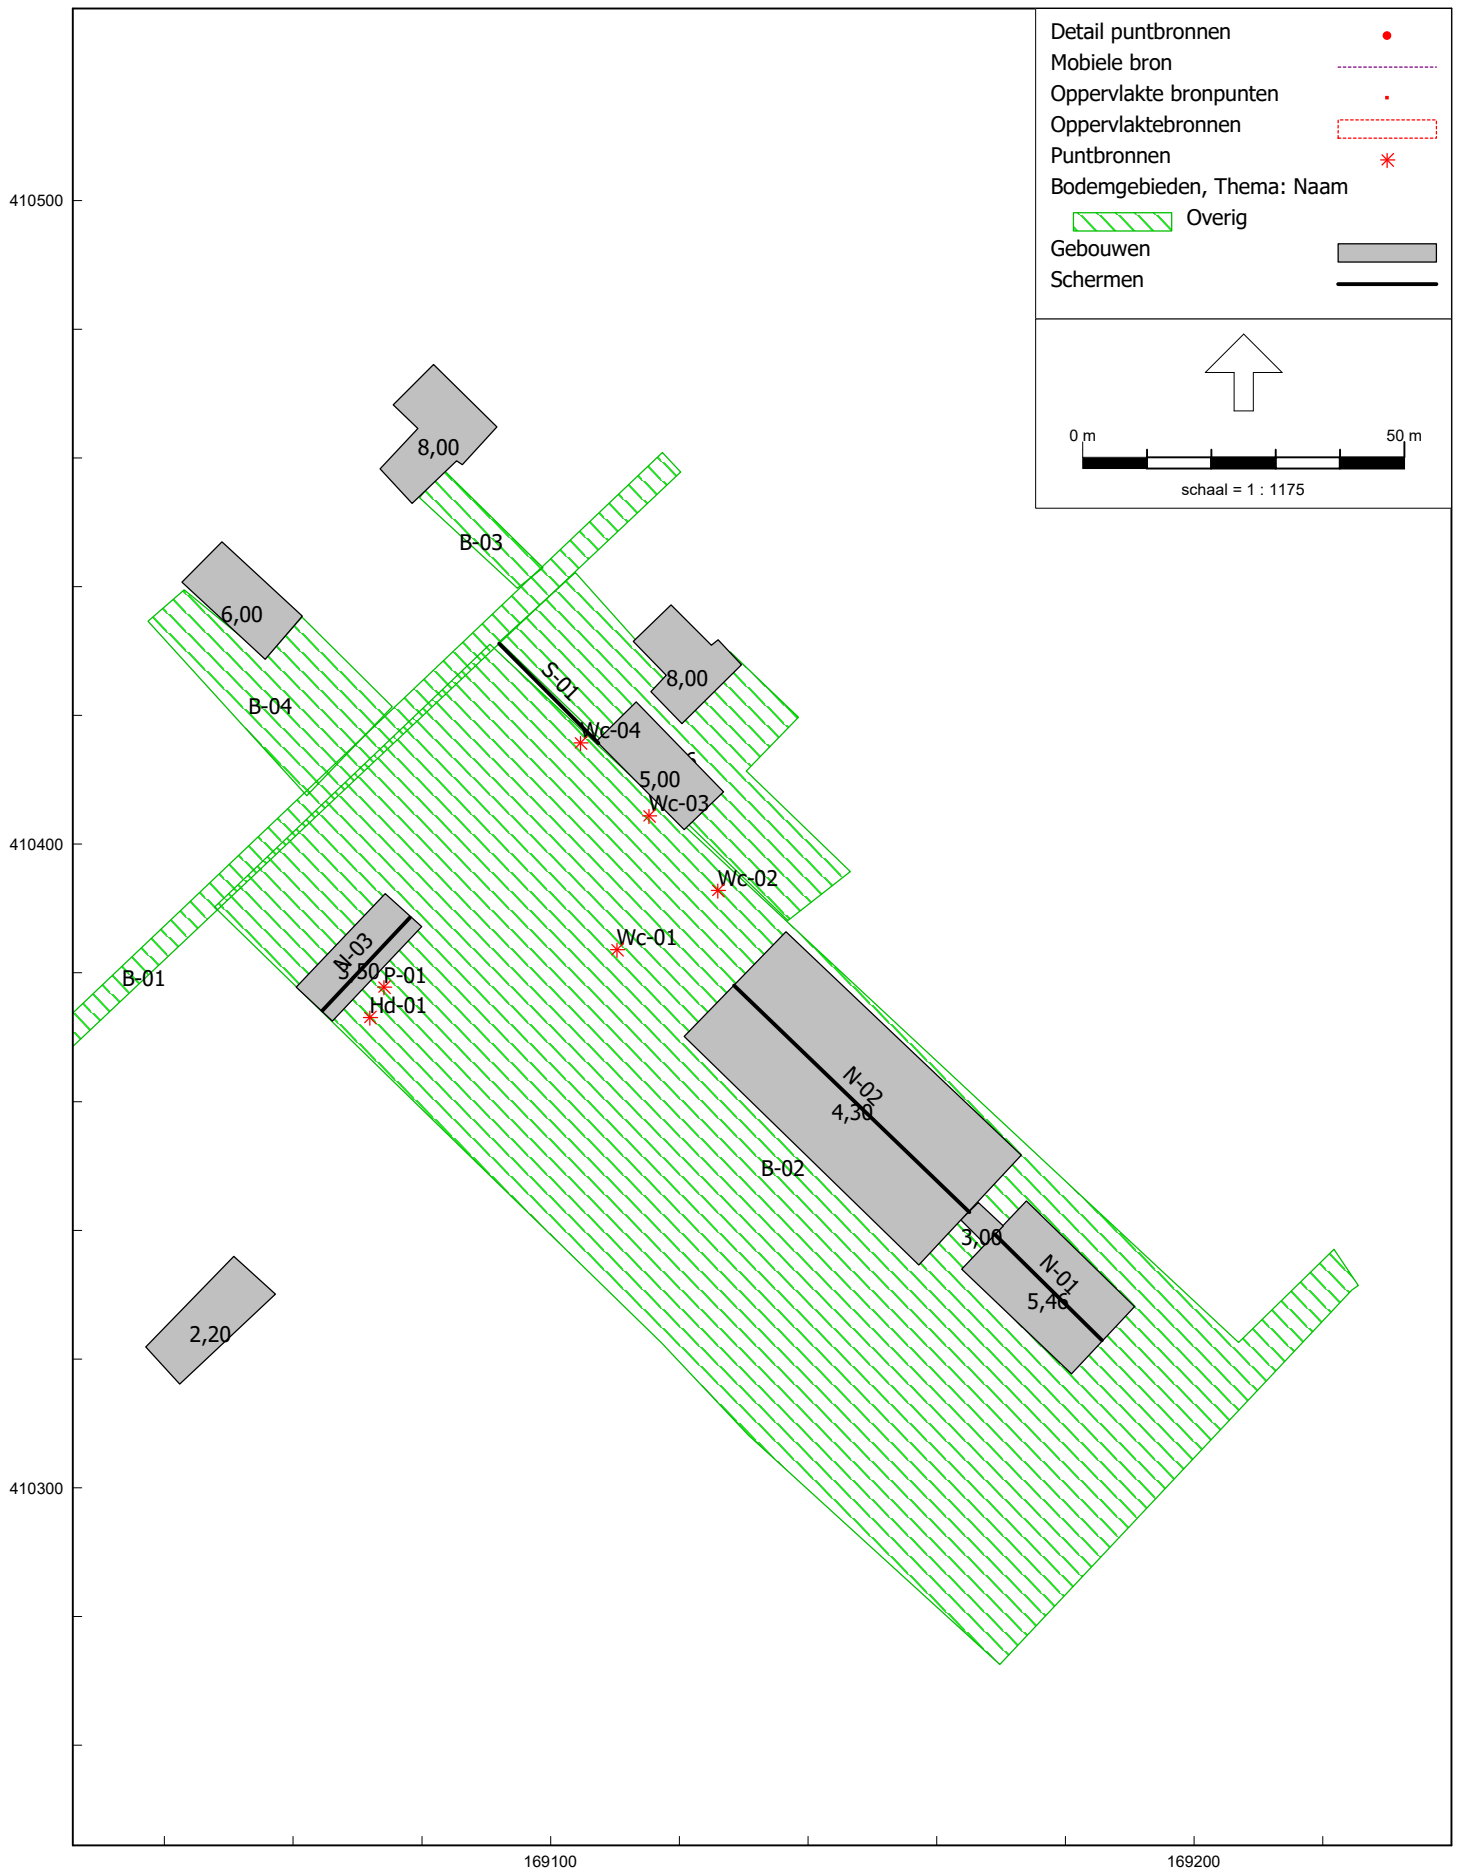 Detail puntbronnen
Mobiele bron
Oppervlakte bronpunten
Oppervlaktebronnen
Puntbronnen
Bodemgebieden, Thema: Naam
Overig
Gebouwen
Schermen
0 m 50 m
schaal = 1 : 1175
410500
8,00
B-03
6,00
8,00
S-01
B-04
Wc-04
5,00
Wc-03
410400
Wc-02
Wc-01
N-03
3,50
P-01
B-01
Hd-01
N-02
4,30
B-02
3,00
N-01
5,46
2,20
410300
169100 169200